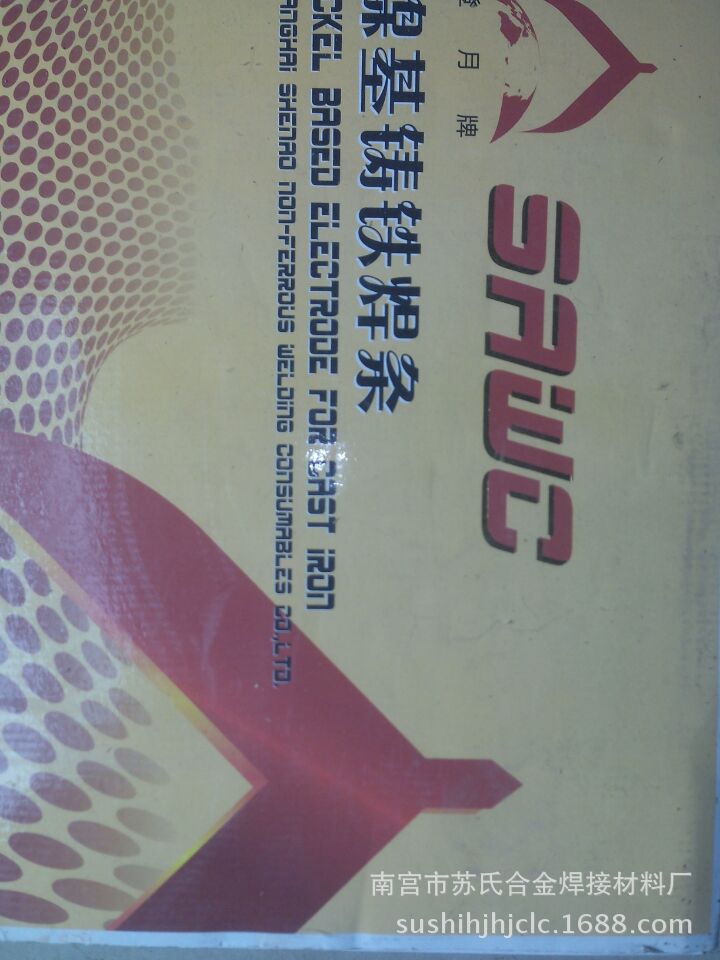 月牌
SAWC
镍基铸铁焊条
CKEL BASED ELECTRODE FOR CAST IRON
ANGHAI SHENAO NON-FERROUS WELDING CONSUMABLES CO.,LTD.
南宫市苏氏合金焊接材料厂
sushihjhjclc.1688.com